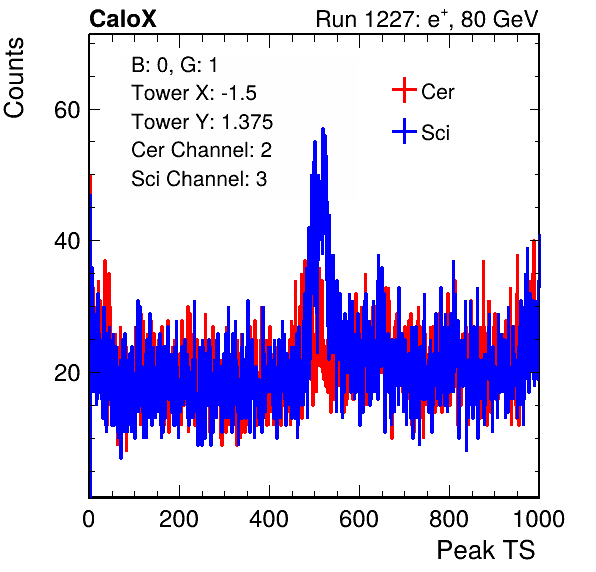 CaloX Run 1227: e+, 80 GeV
Counts
B: 0, G: 1
Tower X: -1.5
Tower Y: 1.375
Cer Channel: 2
Sci Channel: 3
Cer
Sci
60
40
20
0 200 400 600 800 1000
Peak TS